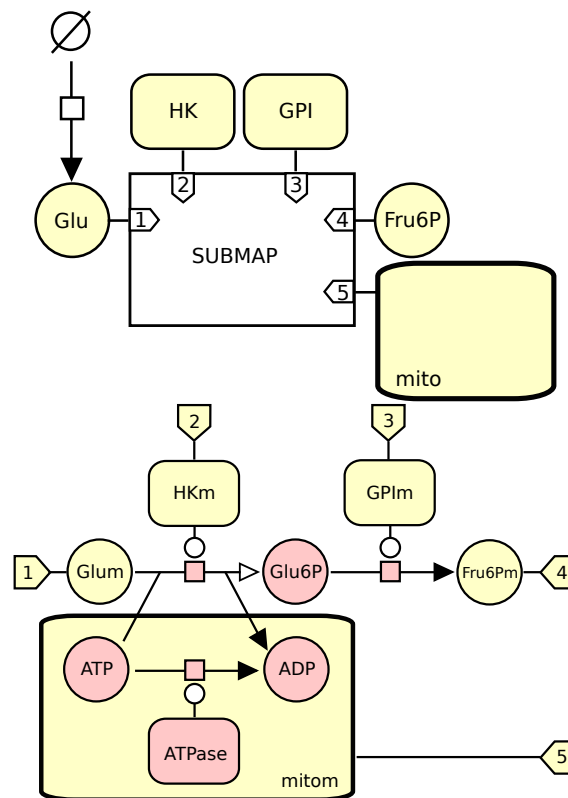 HK
GPI
2
3
Glu
1
4
Fru6P
SUBMAP
5
mito
2
3
HKm
GPIm
1
Glum
Glu6P
Fru6Pm
4
ATP
ADP
ATPase
5
mitom